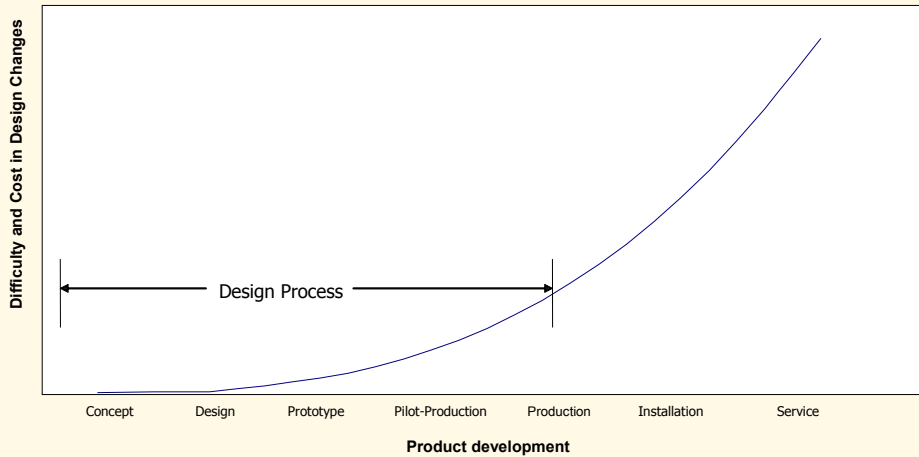 Difficulty and Cost in Design Changes
Design Process
Concept
Design
Prototype
Pilot-Production
Production
Installation
Service
Product development